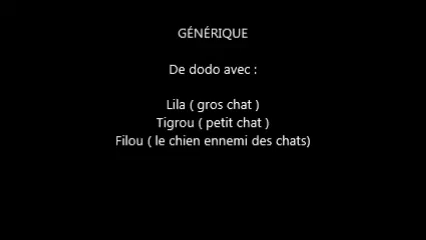 GÉNÉRIQUE
De dodo avec :
Lila ( gros chat )
Tigrou ( petit chat )
Filou ( le chien ennemi des chats)